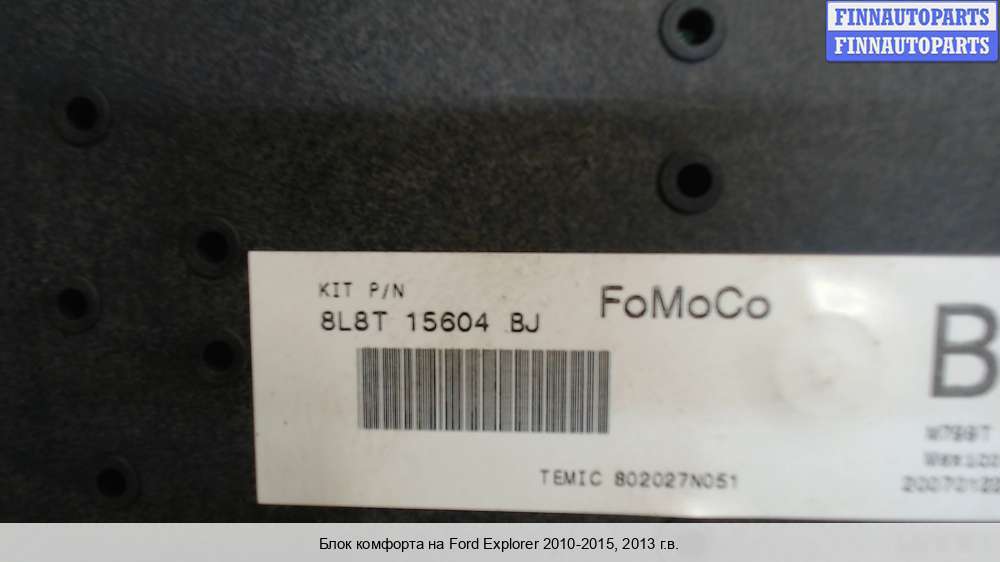 FINNAUTOPARTS
FINNAUTOPARTS
KIT P/N
FoMoCo
8L8T 15604 BJ
B
TEMIC 802027N051
Блок комфорта на Ford Explorer 2010-2015, 2013 г.в.